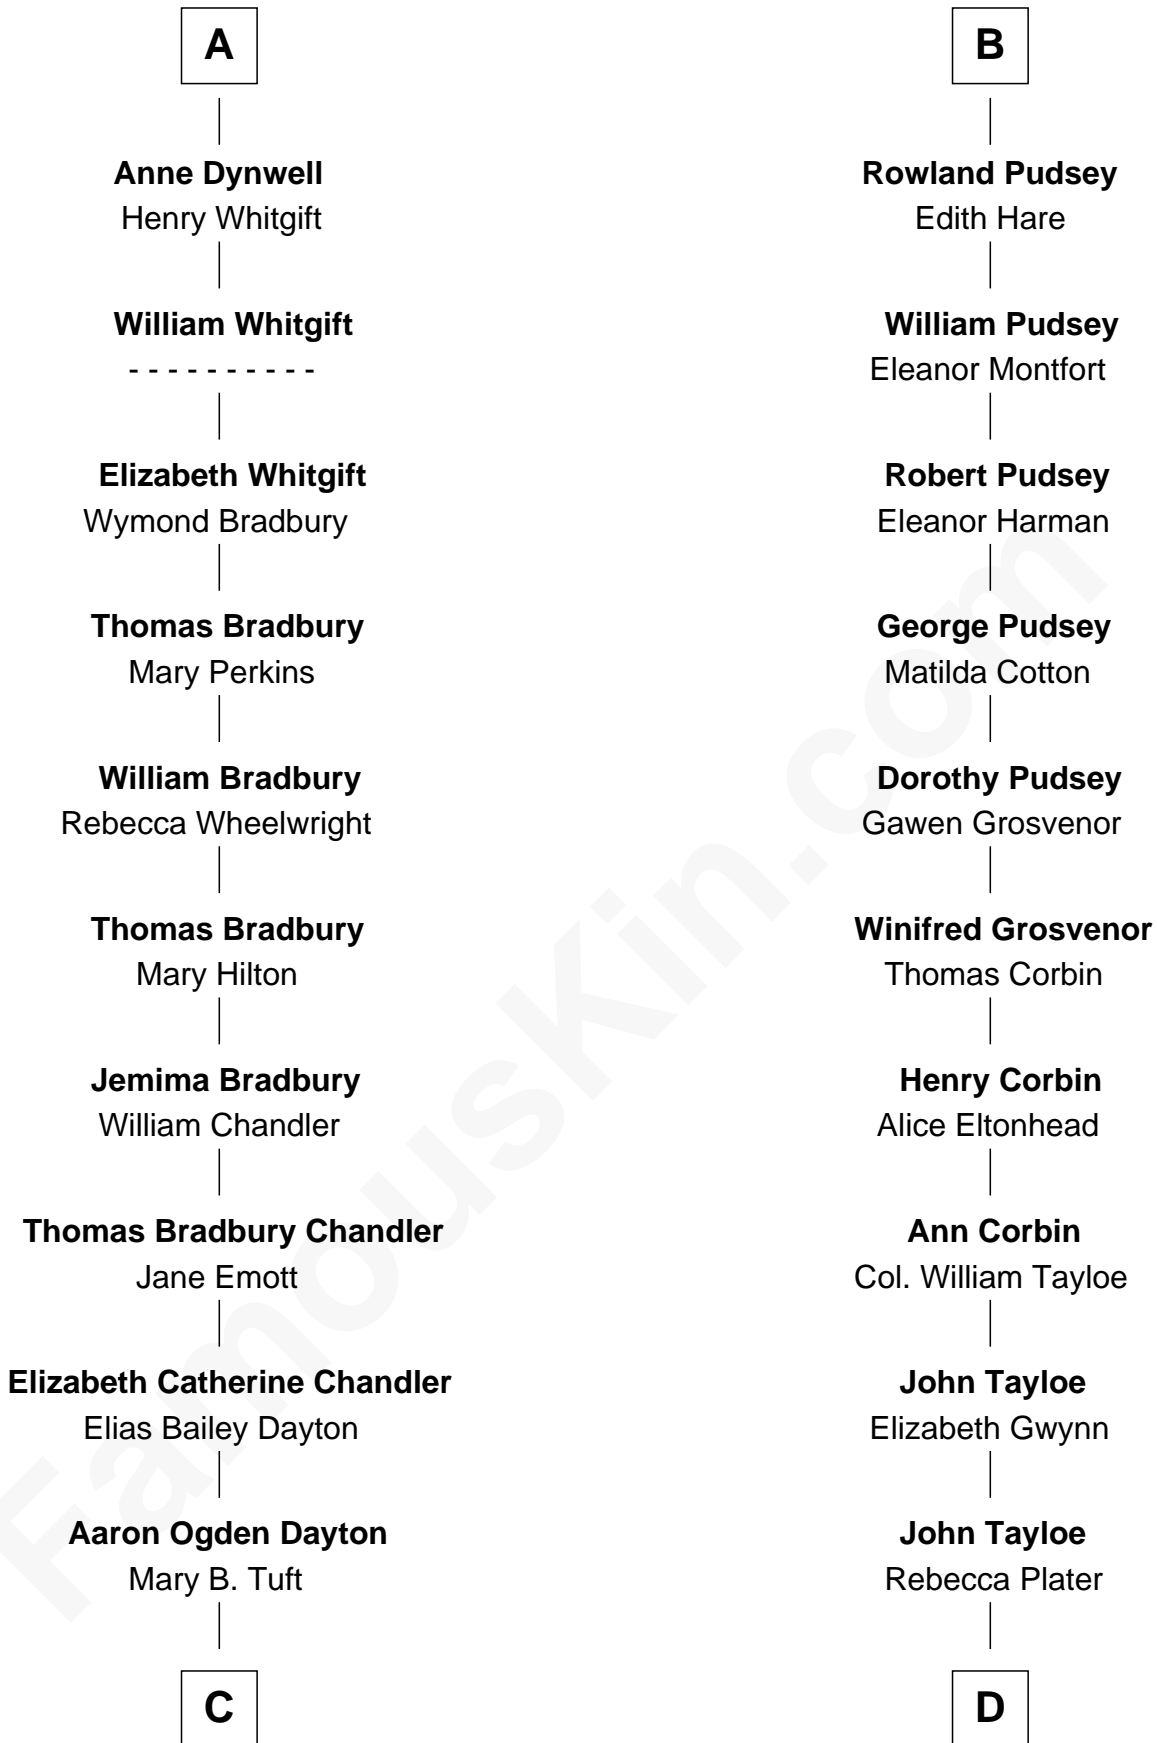 A
Anne Dynwell
Henry Whitgift
William Whitgift
- - - - - - - - - -
Elizabeth Whitgift
Wymond Bradbury
Thomas Bradbury
Mary Perkins
William Bradbury
Rebecca Wheelwright
Thomas Bradbury
Mary Hilton
Jemima Bradbury
William Chandler
Thomas Bradbury Chandler
Jane Emott
Elizabeth Catherine Chandler
Elias Bailey Dayton
Aaron Ogden Dayton
Mary B. Tuft
C
B
Rowland Pudsey
Edith Hare
William Pudsey
Eleanor Montfort
Robert Pudsey
Eleanor Harman
George Pudsey
Matilda Cotton
Dorothy Pudsey
Gawen Grosvenor
Winifred Grosvenor
Thomas Corbin
Henry Corbin
Alice Eltonhead
Ann Corbin
Col. William Tayloe
John Tayloe
Elizabeth Gwynn
John Tayloe
Rebecca Plater
D
FamousKin.com